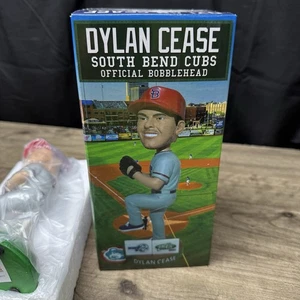 DYLAN CEASE
SOUTH BEND CUBS
OFFICIAL BOBBLEHEAD
DYLAN CEASE